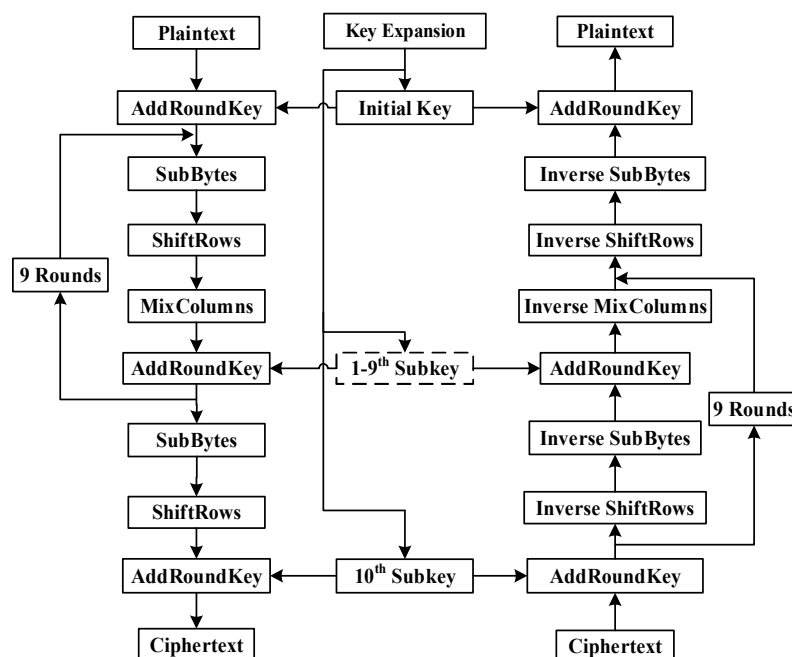 Plaintext
Key Expansion
Plaintext
AddRoundKey
Initial Key
AddRoundKey
SubBytes
Inverse SubBytes
ShiftRows
Inverse ShiftRows
9 Rounds
MixColumns
Inverse MixColumns
AddRoundKey
1-9th Subkey
AddRoundKey
9 Rounds
SubBytes
Inverse SubBytes
ShiftRows
Inverse ShiftRows
AddRoundKey
10th Subkey
AddRoundKey
Ciphertext
Ciphertext